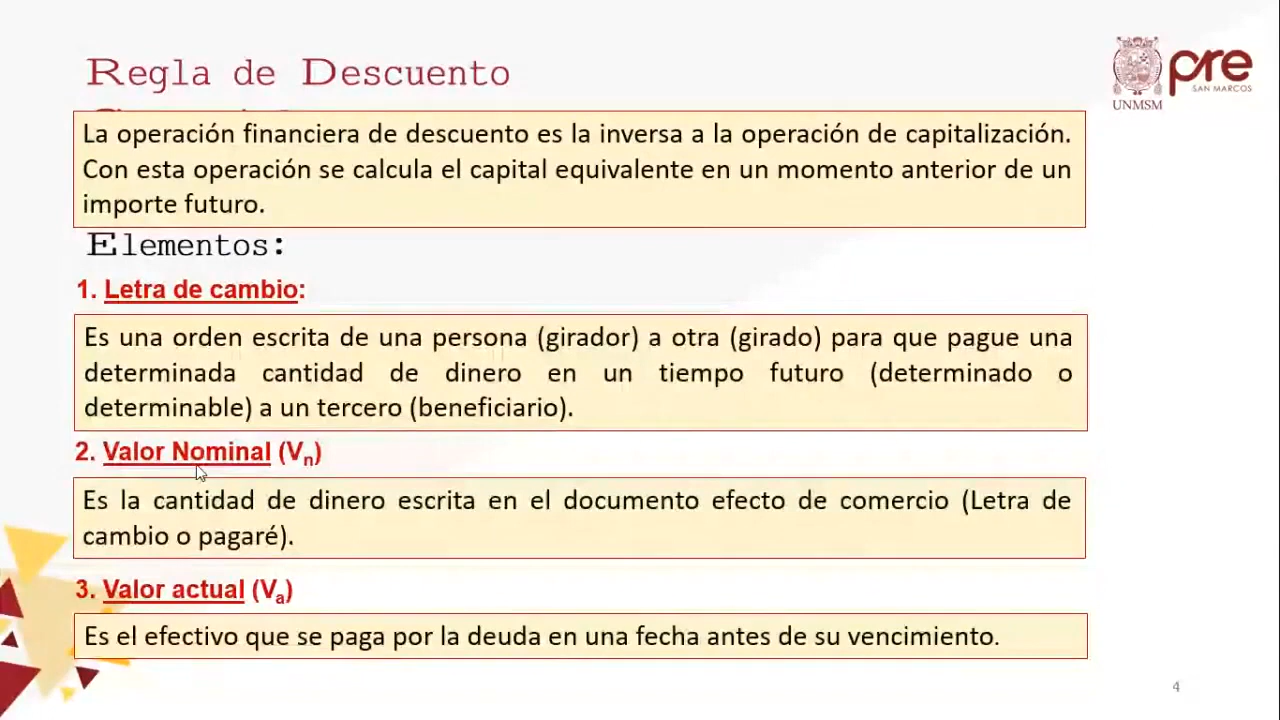 Regla de Descuento
UNMSM
pre
SAN MARCOS
La operación financiera de descuento es la inversa a la operación de capitalización.
Con esta operación se calcula el capital equivalente en un momento anterior de un
importe futuro.
Elementos:
1. Letra de cambio:
Es una orden escrita de una persona (girador) a otra (girado) para que pague una
determinada cantidad de dinero en un tiempo futuro (determinado o
determinable) a un tercero (beneficiario).
2. Valor Nominal (Vn)
Es la cantidad de dinero escrita en el documento efecto de comercio (Letra de
cambio o pagaré).
3. Valor actual (Va)
Es el efectivo que se paga por la deuda en una fecha antes de su vencimiento.
4